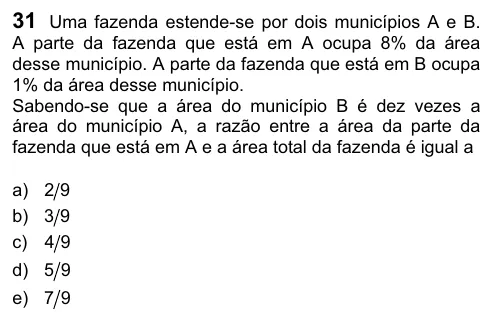 31 Uma fazenda estende-se por dois municípios A e B.
A parte da fazenda que está em A ocupa 8% da área
desse município. A parte da fazenda que está em B ocupa
1% da área desse município.
Sabendo-se que a área do município B é dez vezes a
área do município A, a razão entre a área da parte da
fazenda que está em A e a área total da fazenda é igual a
a) 2/9
b) 3/9
c) 4/9
d) 5/9
e) 7/9